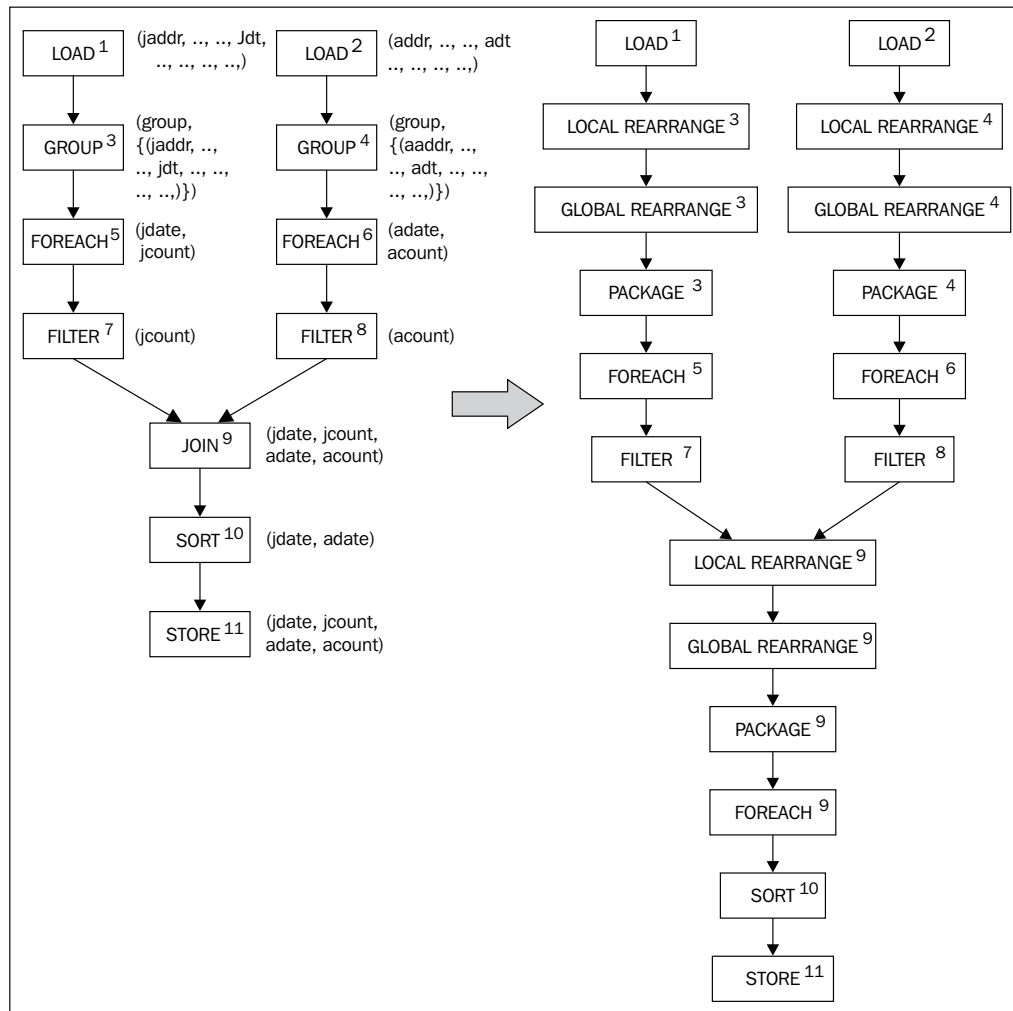 LOAD 1
(jaddr, .., .., Jdt,
.., .., .., ..,)
LOAD 2
(addr, .., .., adt
.., .., .., ..,)
GROUP 3
(group,
{(jaddr, ..,
.., jdt, .., ..,
.., ..,)})
GROUP 4
(group,
{(aaddr, ..,
.., adt, .., ..,
.., ..,)})
FOREACH 5
(jdate,
jcount)
FOREACH 6
(adate,
acount)
FILTER 7
(jcount)
FILTER 8
(acount)
JOIN 9
(jdate, jcount,
adate, acount)
SORT 10
(jdate, adate)
STORE 11
(jdate, jcount,
adate, acount)
LOAD 1
LOAD 2
LOCAL REARRANGE 3
LOCAL REARRANGE 4
GLOBAL REARRANGE 3
GLOBAL REARRANGE 4
PACKAGE 3
PACKAGE 4
FOREACH 5
FOREACH 6
FILTER 7
FILTER 8
LOCAL REARRANGE 9
GLOBAL REARRANGE 9
PACKAGE 9
FOREACH 9
SORT 10
STORE 11